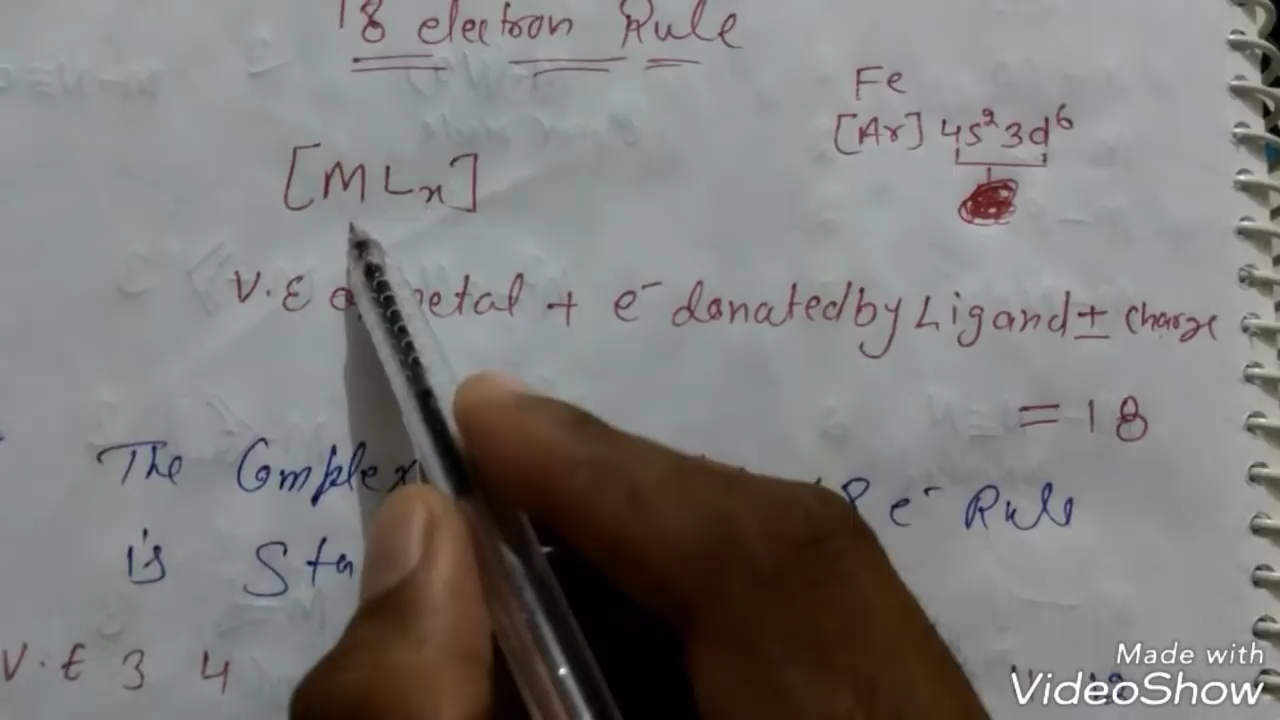 18 electron Rule
Fe
[Ar] 4s² 3d⁶
[MLx]
V.E metal + e⁻ donated by Ligand ± charge
= 18
The Complex e⁻ Rule
is
V.E 3 4
Made with
VideoShow